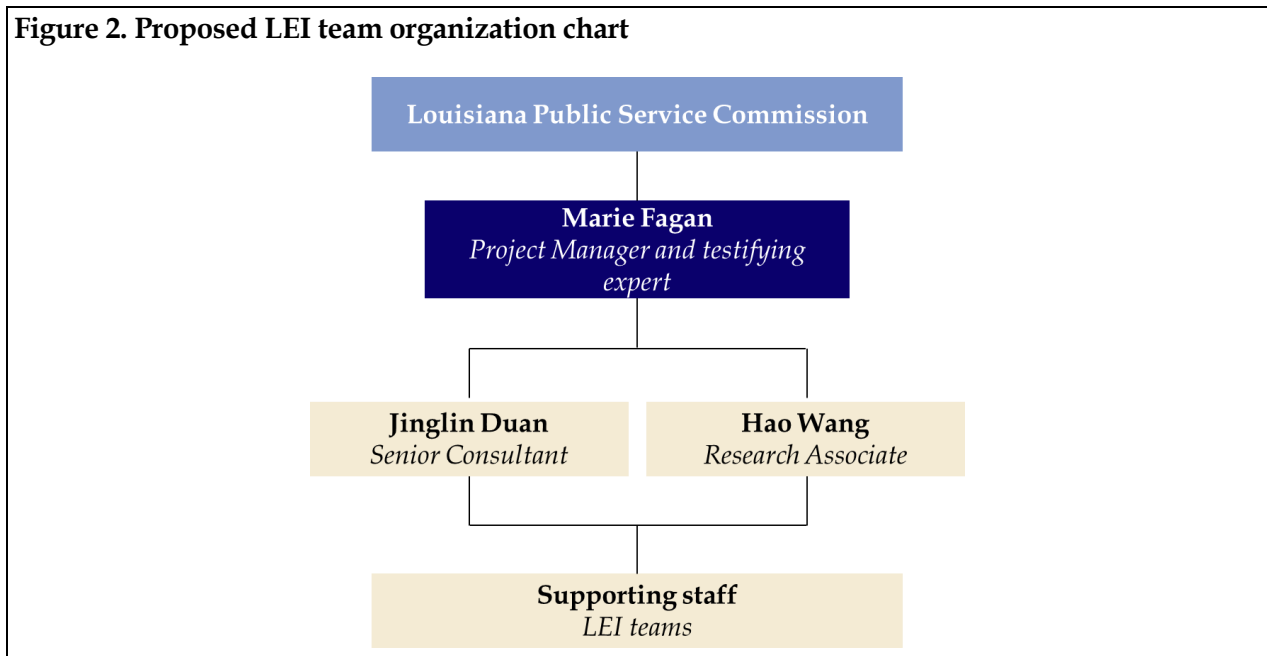 Figure 2. Proposed LEI team organization chart
Louisiana Public Service Commission
Marie Fagan
Project Manager and testifying
expert
Jinglin Duan
Senior Consultant
Hao Wang
Research Associate
Supporting staff
LEI teams